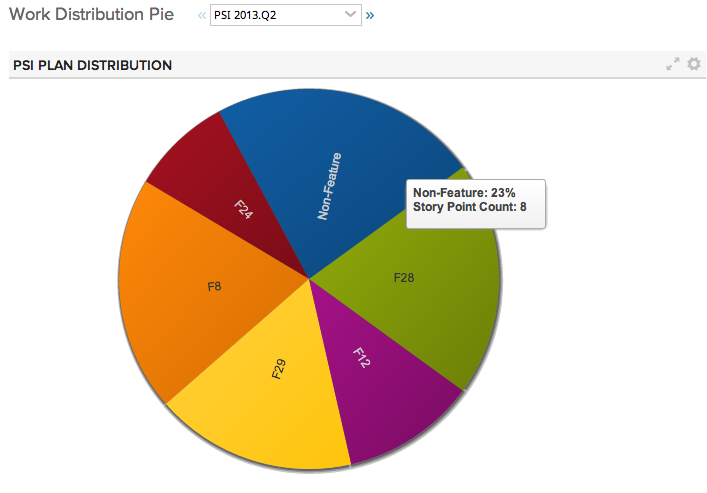 Work Distribution Pie
« PSI 2013.Q2 »
PSI PLAN DISTRIBUTION
Non-Feature
Non-Feature: 23%
Story Point Count: 8
F24
F28
F8
F12
F29